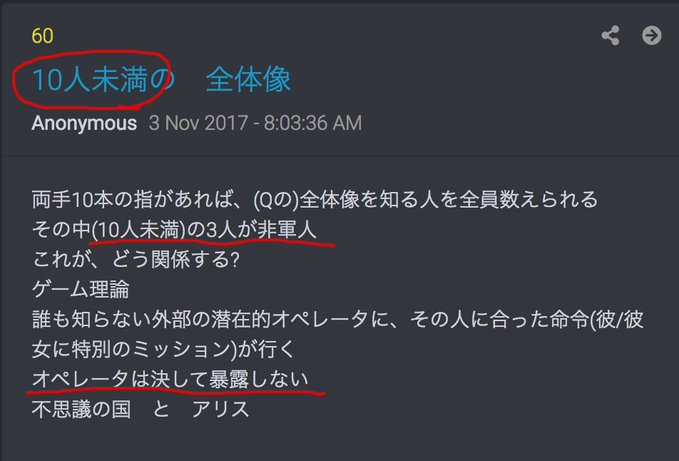 60
10人未満の　全体像
Anonymous 3 Nov 2017 - 8:03:36 AM
両手10本の指があれば、(Qの)全体像を知る人を全員数えられる
その中(10人未満)の3人が非軍人
これが、どう関係する?
ゲーム理論
誰も知らない外部の潜在的オペレータに、その人に合った命令(彼/彼
女に特別のミッション)が行く
オペレータは決して暴露しない
不思議の国　と　アリス